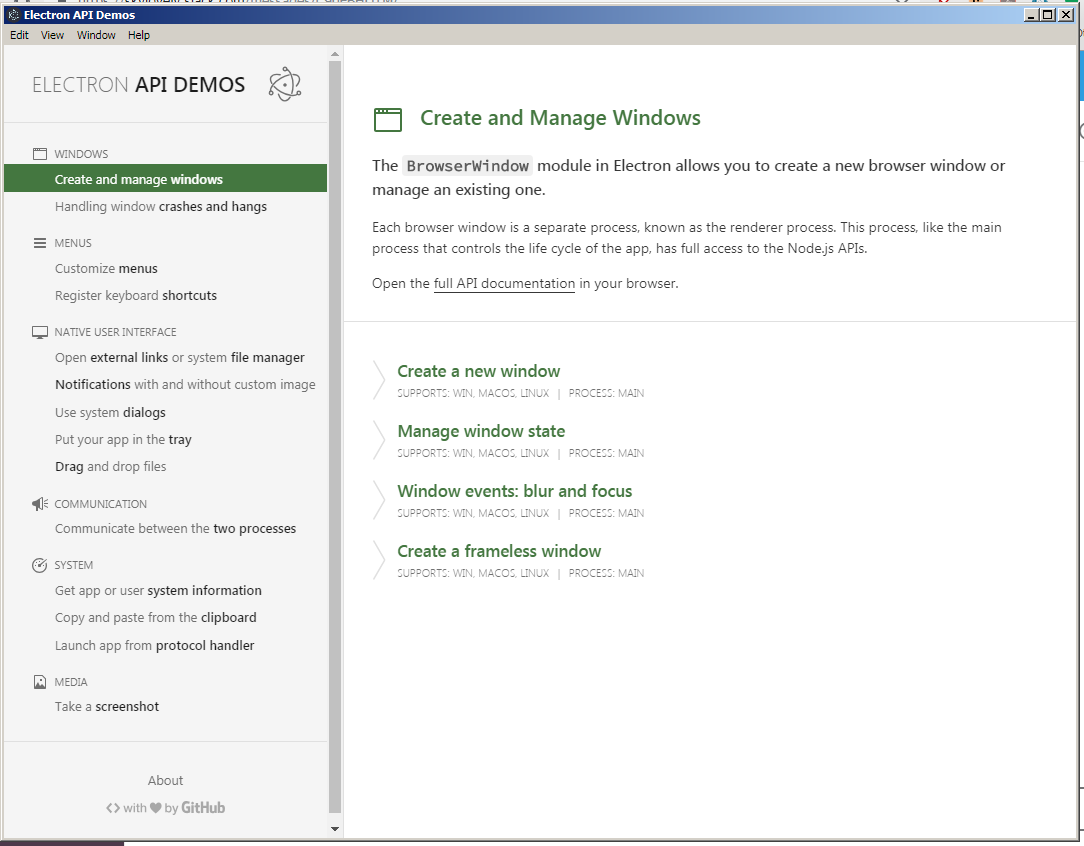 Electron API Demos
Edit View Window Help
ELECTRON API DEMOS
WINDOWS
Create and manage windows
Handling window crashes and hangs
MENUS
Customize menus
Register keyboard shortcuts
NATIVE USER INTERFACE
Open external links or system file manager
Notifications with and without custom image
Use system dialogs
Put your app in the tray
Drag and drop files
COMMUNICATION
Communicate between the two processes
SYSTEM
Get app or user system information
Copy and paste from the clipboard
Launch app from protocol handler
MEDIA
Take a screenshot
About
<> with by GitHub
Create and Manage Windows
The BrowserWindow module in Electron allows you to create a new browser window or
manage an existing one.
Each browser window is a separate process, known as the renderer process. This process, like the main
process that controls the life cycle of the app, has full access to the Node.js APIs.
Open the full API documentation in your browser.
Create a new window
SUPPORTS: WIN, MACOS, LINUX | PROCESS: MAIN
Manage window state
SUPPORTS: WIN, MACOS, LINUX | PROCESS: MAIN
Window events: blur and focus
SUPPORTS: WIN, MACOS, LINUX | PROCESS: MAIN
Create a frameless window
SUPPORTS: WIN, MACOS, LINUX | PROCESS: MAIN